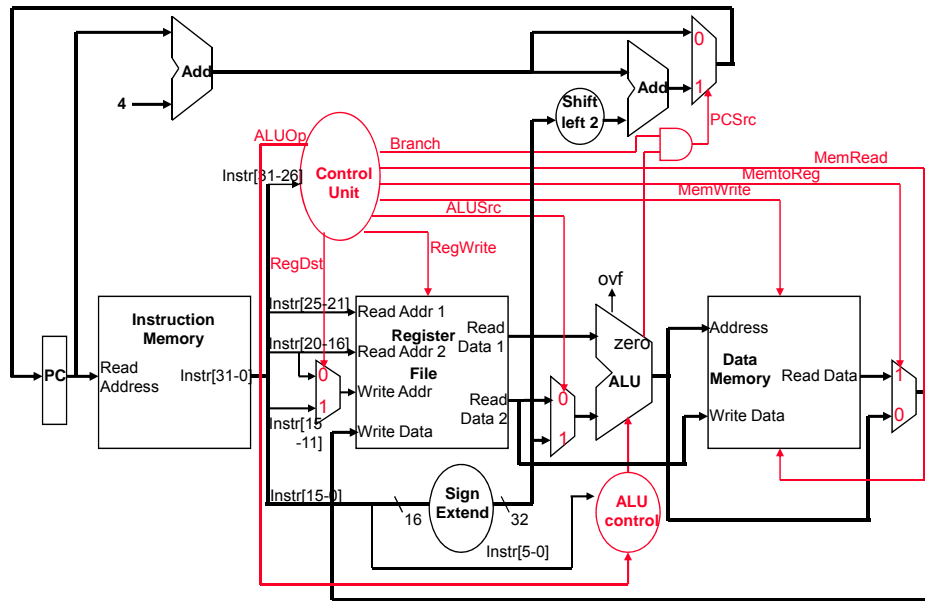 0
Add
Add
4
1
Shift
left 2
PCSrc
ALUOp
Branch
MemRead
Instr[31-26]
Control
Unit
MemtoReg
MemWrite
ALUSrc
RegWrite
RegDst
ovf
Instr[25-21]
Read Addr 1
Instruction
Memory
Register
Read
Data 1
zero
Address
Instr[20-16]
Read Addr 2
Data
Memory
PC
Read
Address
Instr[31-0]
File
0
Write Addr
ALU
Read Data
1
1
Read
Data 2
0
0
Instr[15
-11]
Write Data
1
Write Data
Instr[15-0]
Sign
Extend
16
32
ALU
control
Instr[5-0]